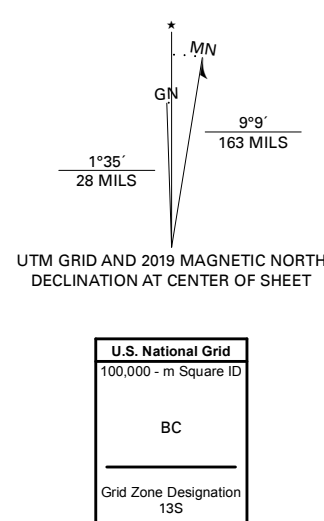 ★
MN
GN
9°9´
163 MILS
1°35´
28 MILS
UTM GRID AND 2019 MAGNETIC NORTH
DECLINATION AT CENTER OF SHEET
U.S. National Grid
100,000 - m Square ID
BC
Grid Zone Designation
13S